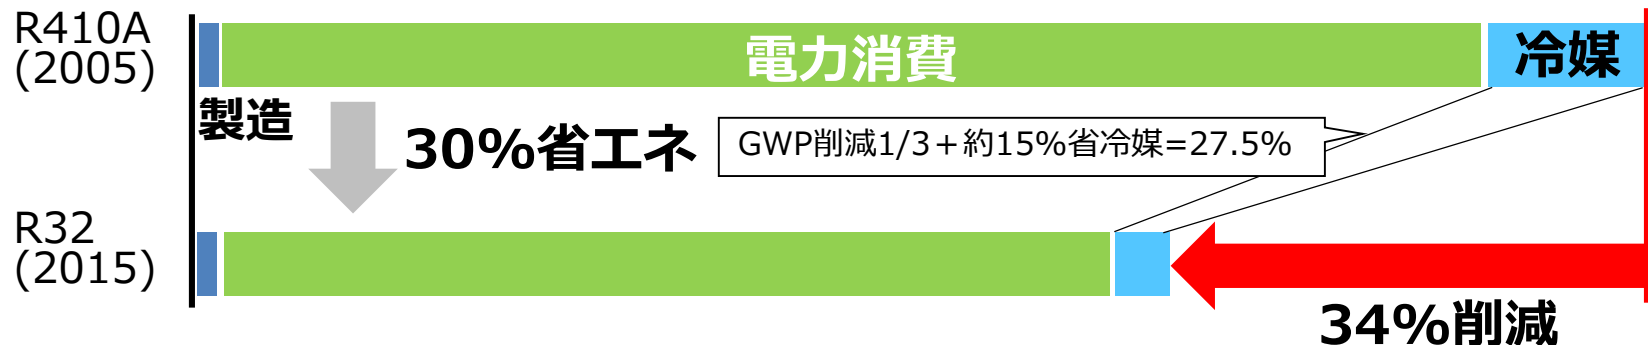 R410A
(2005)
電力消費
冷媒
製造
30%省エネ
GWP削減1/3+約15%省冷媒=27.5%
R32
(2015)
34%削減